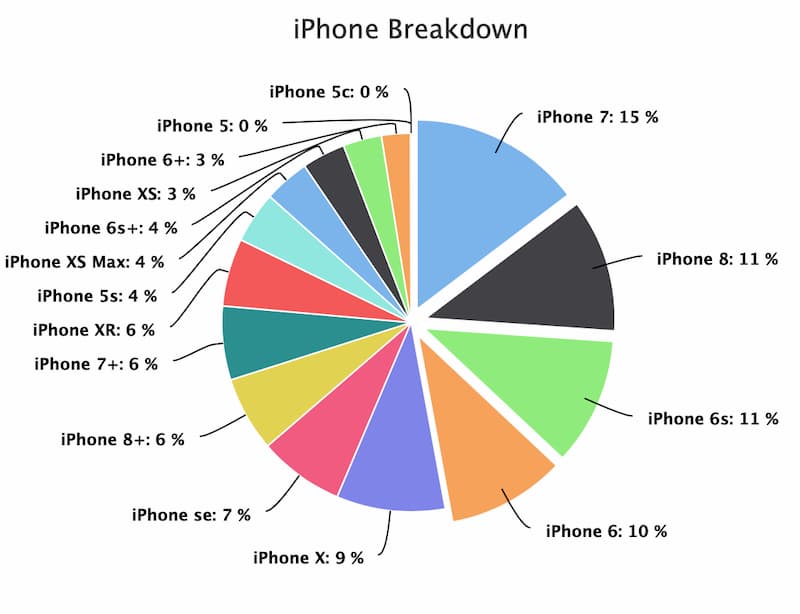 iPhone Breakdown
iPhone 5c: 0 %
iPhone 7: 15 %
iPhone 5: 0 %
iPhone 6+: 3 %
iPhone XS: 3 %
iPhone 6s+: 4 %
iPhone 8: 11 %
iPhone XS Max: 4 %
iPhone 5s: 4 %
iPhone XR: 6 %
iPhone 7+: 6 %
iPhone 6s: 11 %
iPhone 8+: 6 %
iPhone se: 7 %
iPhone 6: 10 %
iPhone X: 9 %